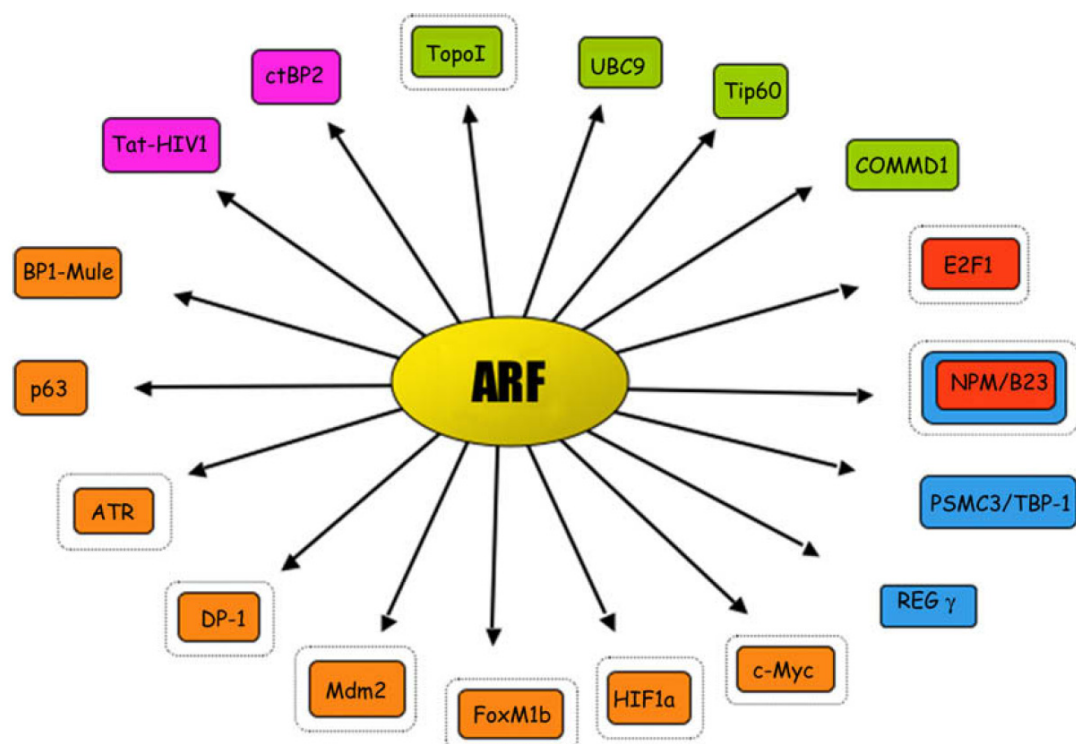 TopoI
ctBP2
UBC9
Tip60
Tat-HIV1
COMMD1
BP1-Mule
E2F1
ARF
p63
NPM/B23
ATR
PSMC3/TBP-1
DP-1
REG γ
Mdm2
FoxM1b
HIF1a
c-Myc